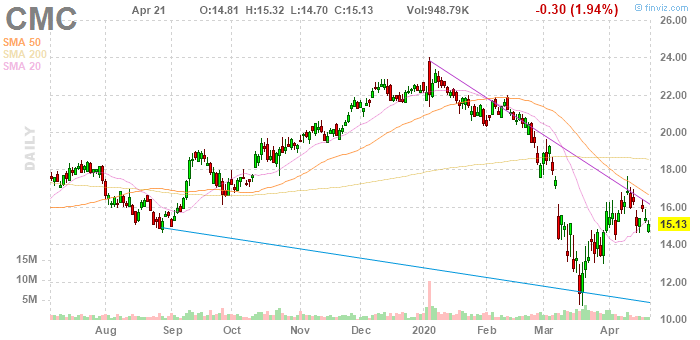 CMC Apr 21 O:14.81 H:15.32 L:14.70 C:15.13 Vol:948.79K -0.30 (1.94%) © finviz.com
SMA 50
SMA 200
SMA 20
DAILY
26.00
24.00
22.00
20.00
18.00
16.00
15.13
14.00
12.00
10.00
15M
10M
5M
Aug Sep Oct Nov Dec 2020 Feb Mar Apr